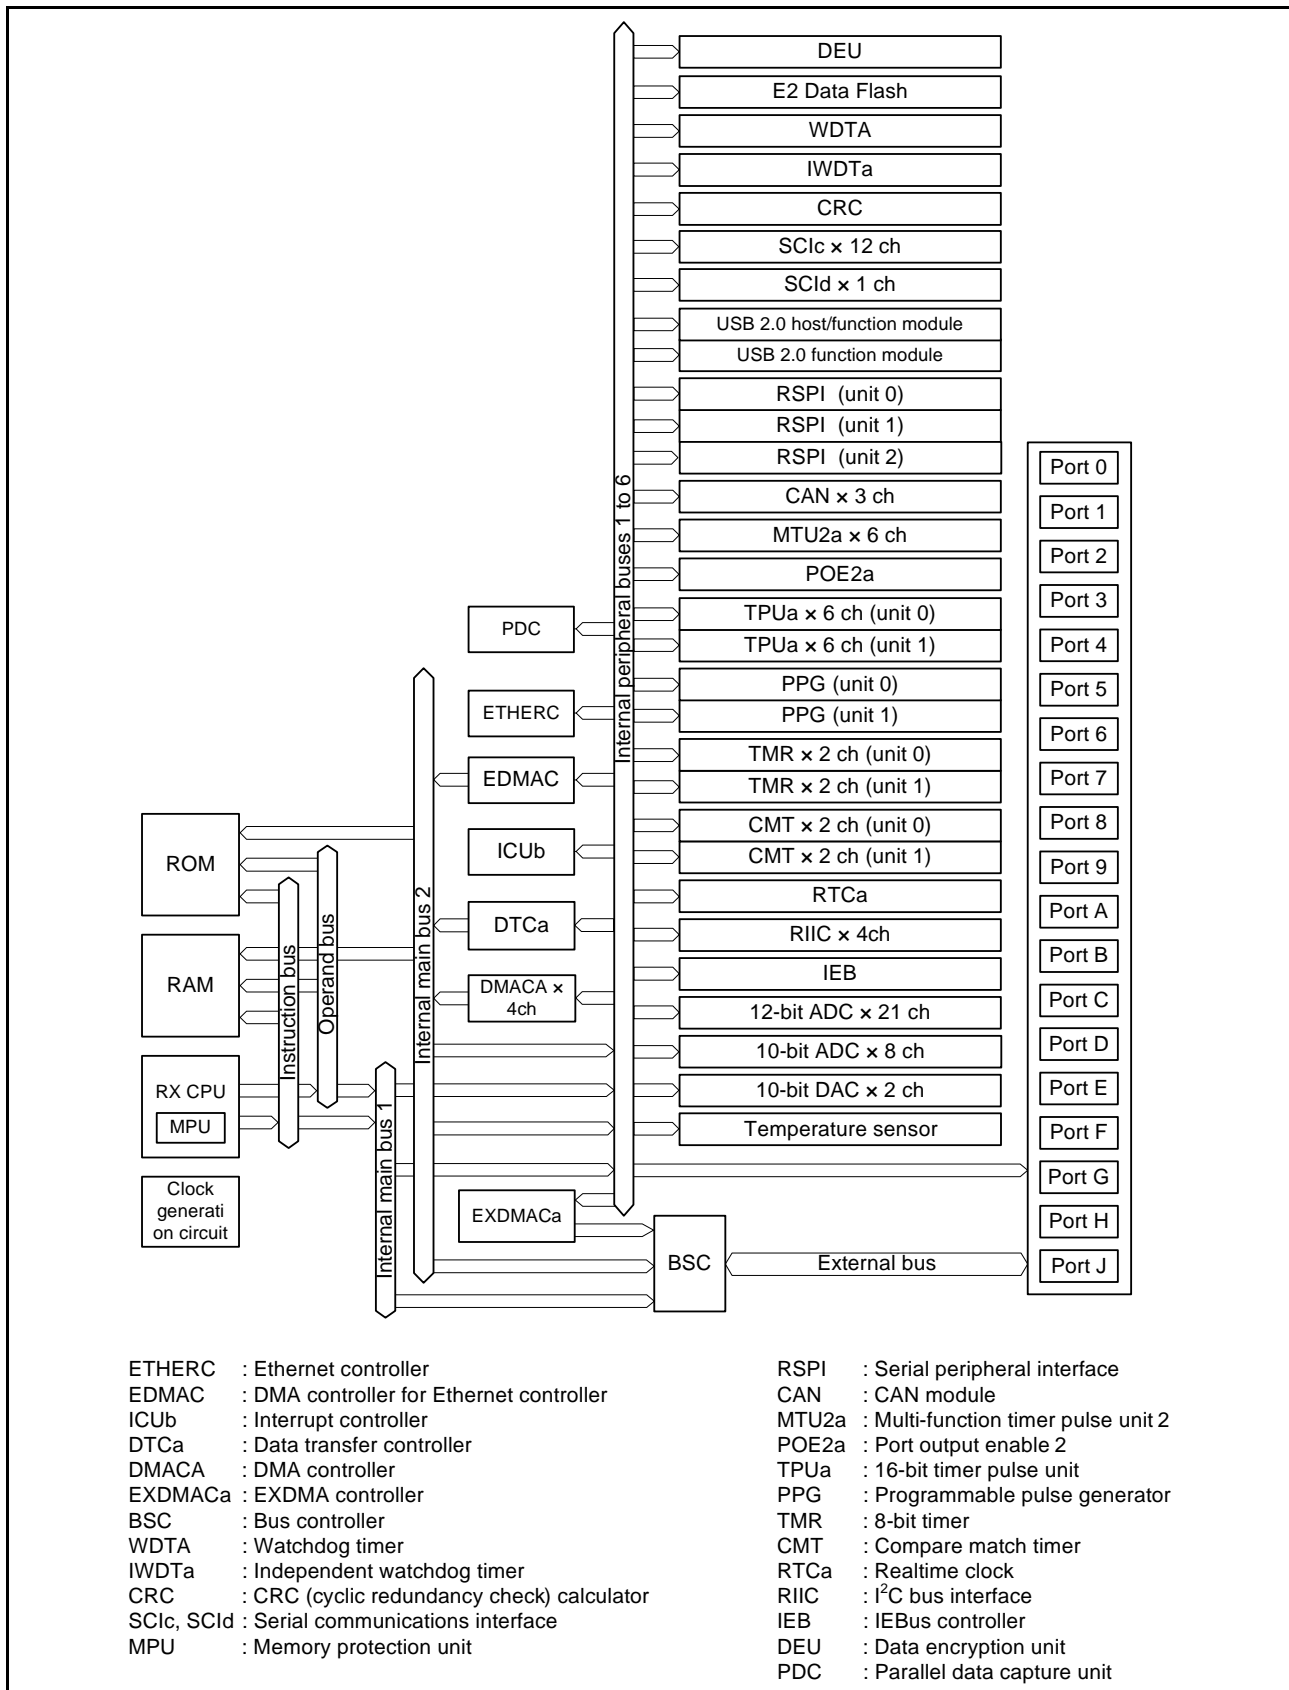 DEU
E2 Data Flash
WDTA
IWDTa
CRC
SCIc × 12 ch
SCId × 1 ch
USB 2.0 host/function module
USB 2.0 function module
RSPI (unit 0)
RSPI (unit 1)
RSPI (unit 2)
CAN × 3 ch
MTU2a × 6 ch
POE2a
TPUa × 6 ch (unit 0)
TPUa × 6 ch (unit 1)
PPG (unit 0)
PPG (unit 1)
TMR × 2 ch (unit 0)
TMR × 2 ch (unit 1)
CMT × 2 ch (unit 0)
CMT × 2 ch (unit 1)
RTCa
RIIC × 4ch
IEB
12-bit ADC × 21 ch
10-bit ADC × 8 ch
10-bit DAC × 2 ch
Temperature sensor
Internal peripheral buses 1 to 6
PDC
ETHERC
EDMAC
ICUb
DTCa
DMACA ×
4ch
EXDMACa
BSC
External bus
Internal main bus 2
Internal main bus 1
Operand bus
Instruction bus
ROM
RAM
RX CPU
MPU
Clock
generati
on circuit
Port 0
Port 1
Port 2
Port 3
Port 4
Port 5
Port 6
Port 7
Port 8
Port 9
Port A
Port B
Port C
Port D
Port E
Port F
Port G
Port H
Port J
ETHERC : Ethernet controller
EDMAC : DMA controller for Ethernet controller
ICUb : Interrupt controller
DTCa : Data transfer controller
DMACA : DMA controller
EXDMACa : EXDMA controller
BSC : Bus controller
WDTA : Watchdog timer
IWDTa : Independent watchdog timer
CRC : CRC (cyclic redundancy check) calculator
SCIc, SCId : Serial communications interface
MPU : Memory protection unit
RSPI : Serial peripheral interface
CAN : CAN module
MTU2a : Multi-function timer pulse unit 2
POE2a : Port output enable 2
TPUa : 16-bit timer pulse unit
PPG : Programmable pulse generator
TMR : 8-bit timer
CMT : Compare match timer
RTCa : Realtime clock
RIIC : I²C bus interface
IEB : IEBus controller
DEU : Data encryption unit
PDC : Parallel data capture unit